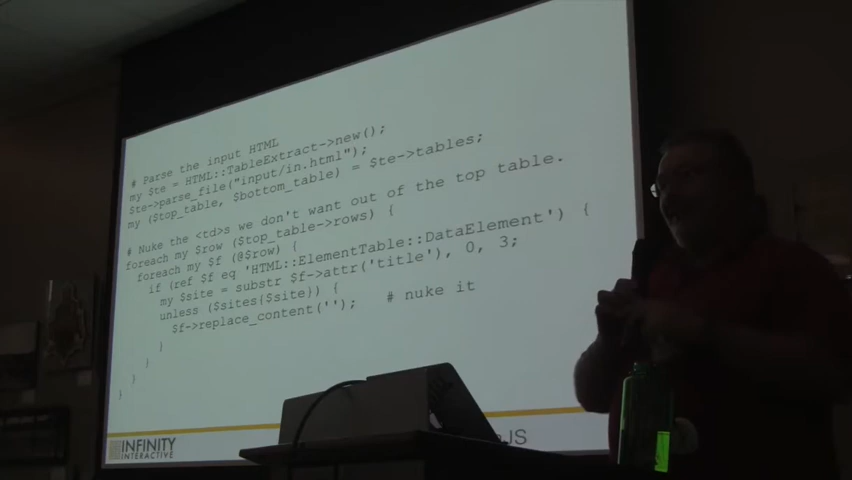 # Parse the input HTML
my $te = HTML::TableExtract->new();
$te->parse_file("input/in.html");
my ($top_table, $bottom_table) = $te->tables;
# Nuke the <td>s we don't want out of the top table.
foreach my $row ($top_table->rows) {
foreach my $f (@$row) {
if (ref $f eq 'HTML::ElementTable::DataElement') {
my $site = substr $f->attr('title'), 0, 3;
unless ($sites{$site}) {
$f->replace_content(''); # nuke it
}
}
}
}
INFINITY
INTERACTIVE
JS